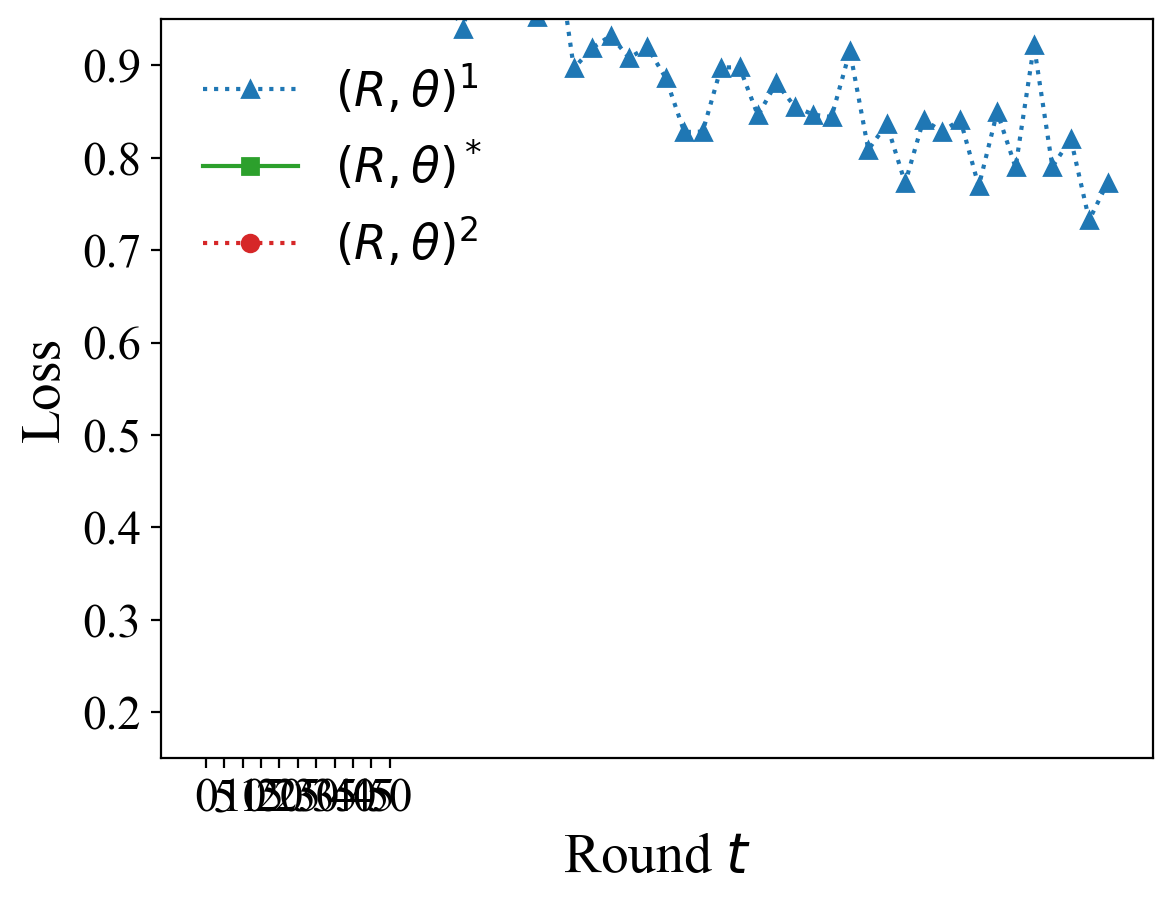 0.9
0.8
0.7
0.6
0.5
0.4
0.3
0.2
Loss
(R, θ)¹
(R, θ)*
(R, θ)²
Round t